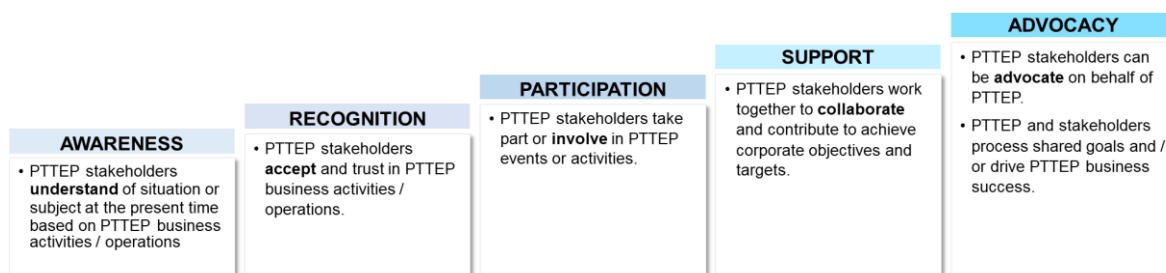 AWARENESS
• PTTEP stakeholders
understand of situation or
subject at the present time
based on PTTEP business
activities / operations
RECOGNITION
• PTTEP stakeholders
accept and trust in PTTEP
business activities /
operations.
PARTICIPATION
• PTTEP stakeholders take
part or involve in PTTEP
events or activities.
SUPPORT
• PTTEP stakeholders work
together to collaborate
and contribute to achieve
corporate objectives and
targets.
ADVOCACY
• PTTEP stakeholders can
be advocate on behalf of
PTTEP.
• PTTEP and stakeholders
process shared goals and /
or drive PTTEP business
success.